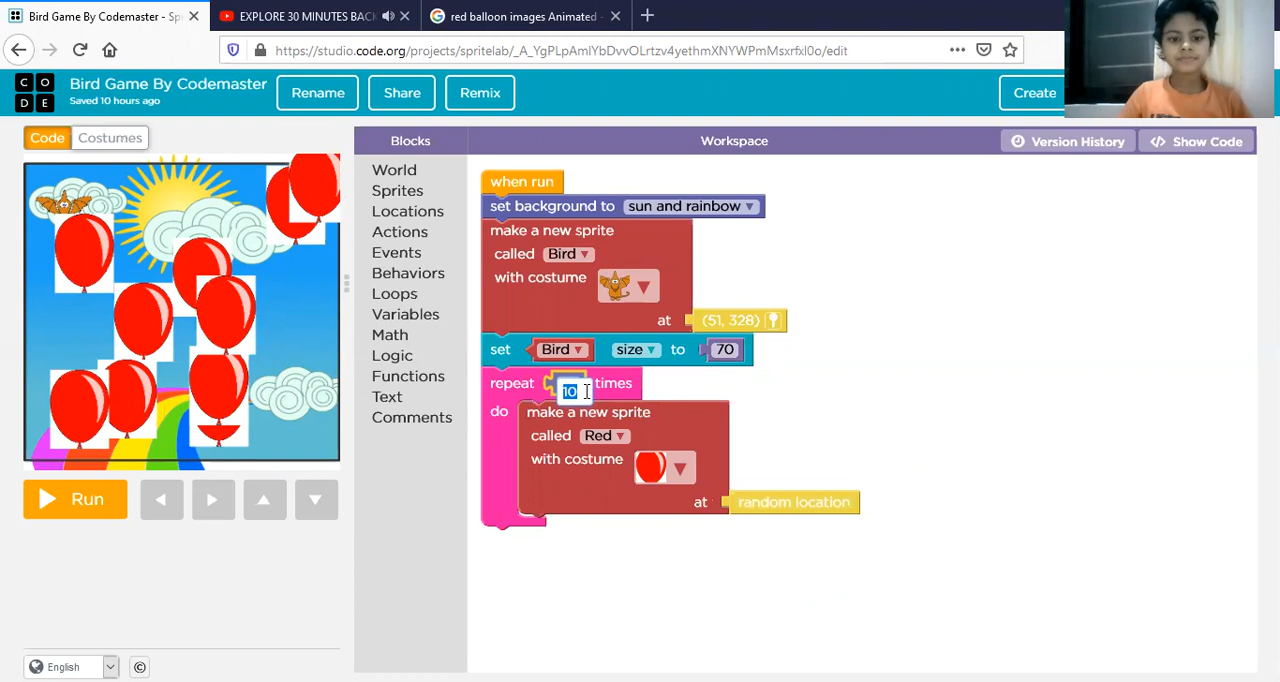 Bird Game By Codemaster - Sp
EXPLORE 30 MINUTES BAC
red balloon images Animated -
https://studio.code.org/projects/spritelab/_A_YgPLpAmlYbDvvOLrtzv4yethmXNYWPmMsxrfxl0o/edit
C O
D E
Bird Game By Codemaster
Saved 10 hours ago
Rename
Share
Remix
Create
Code
Costumes
Blocks
Workspace
Version History
Show Code
World
Sprites
Locations
Actions
Events
Behaviors
Loops
Variables
Math
Logic
Functions
Text
Comments
when run
set background to sun and rainbow
make a new sprite
called Bird
with costume
at (51, 328)
set Bird size to 70
repeat 10 times
do make a new sprite
called Red
with costume
at random location
Run
English
©